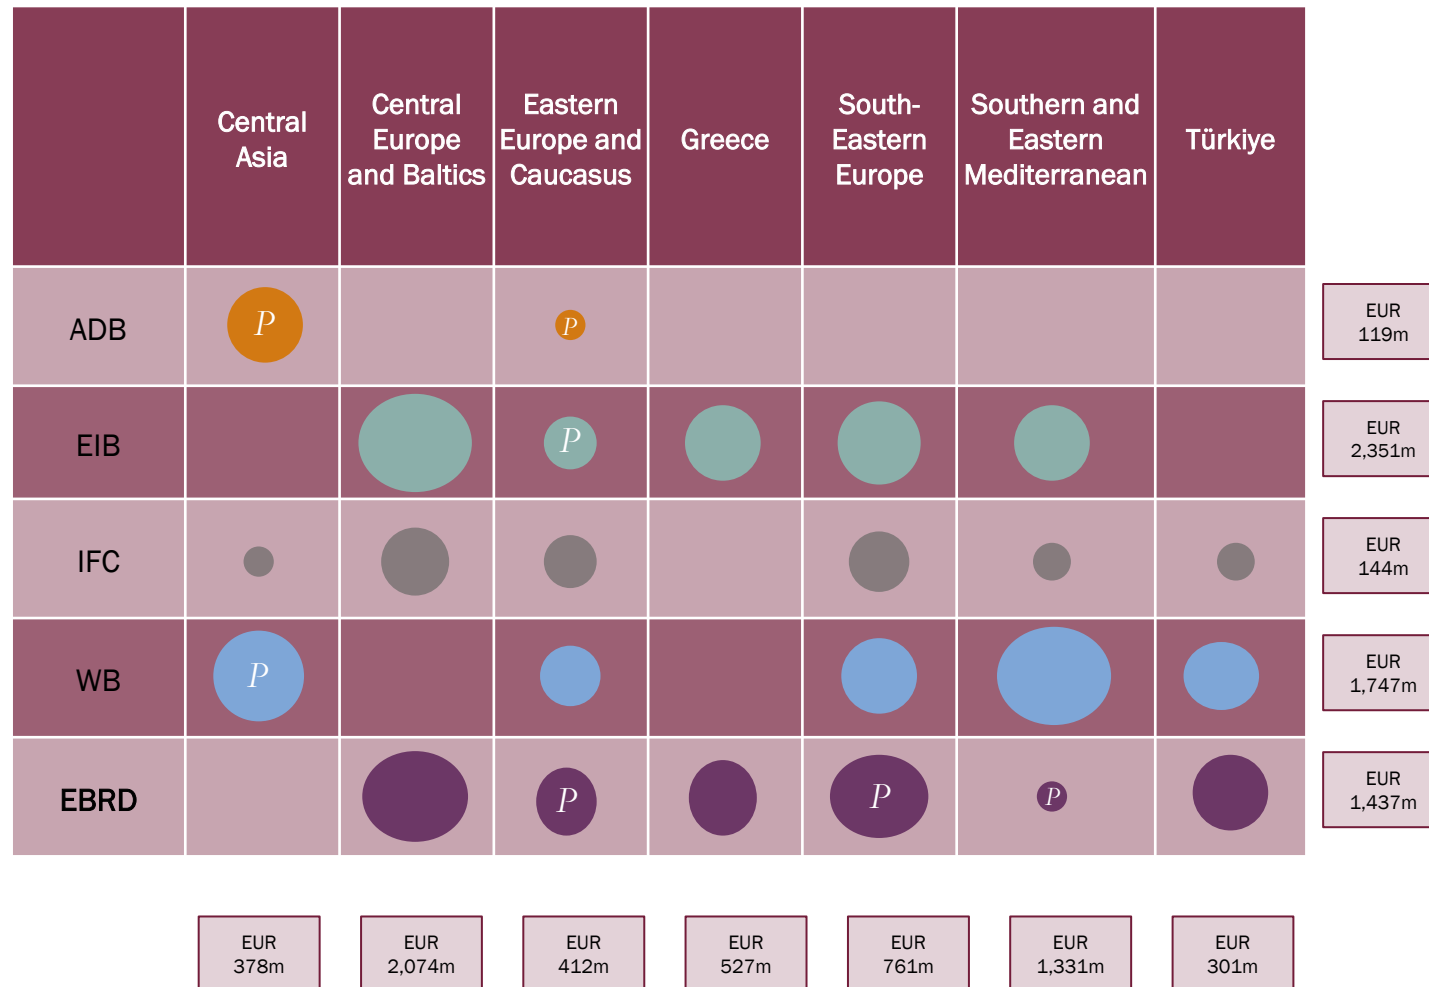 Central
Asia
Central
Europe
and Baltics
Eastern
Europe and
Caucasus
Greece
South-
Eastern
Europe
Southern and
Eastern
Mediterranean
Türkiye
ADB
P
P
EUR
119m
EIB
P
EUR
2,351m
IFC
EUR
144m
WB
P
EUR
1,747m
EBRD
P
P
P
EUR
1,437m
EUR
378m
EUR
2,074m
EUR
412m
EUR
527m
EUR
761m
EUR
1,331m
EUR
301m